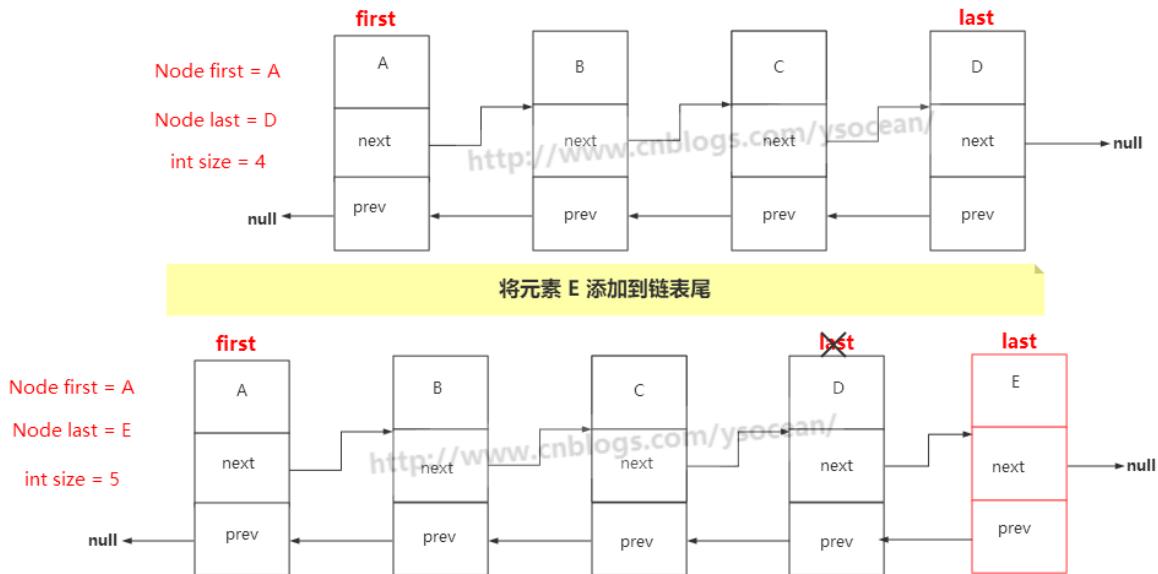 first
last
Node first = A
A
B
C
D
Node last = D
next
next
next
next
null
int size = 4
http://www.cnblogs.com/ysocean/
null
prev
prev
prev
prev
将元素 E 添加到链表尾
first
last
last
Node first = A
A
B
C
D
E
Node last = E
http://www.cnblogs.com/ysocean/
int size = 5
next
next
next
next
next
null
null
prev
prev
prev
prev
prev